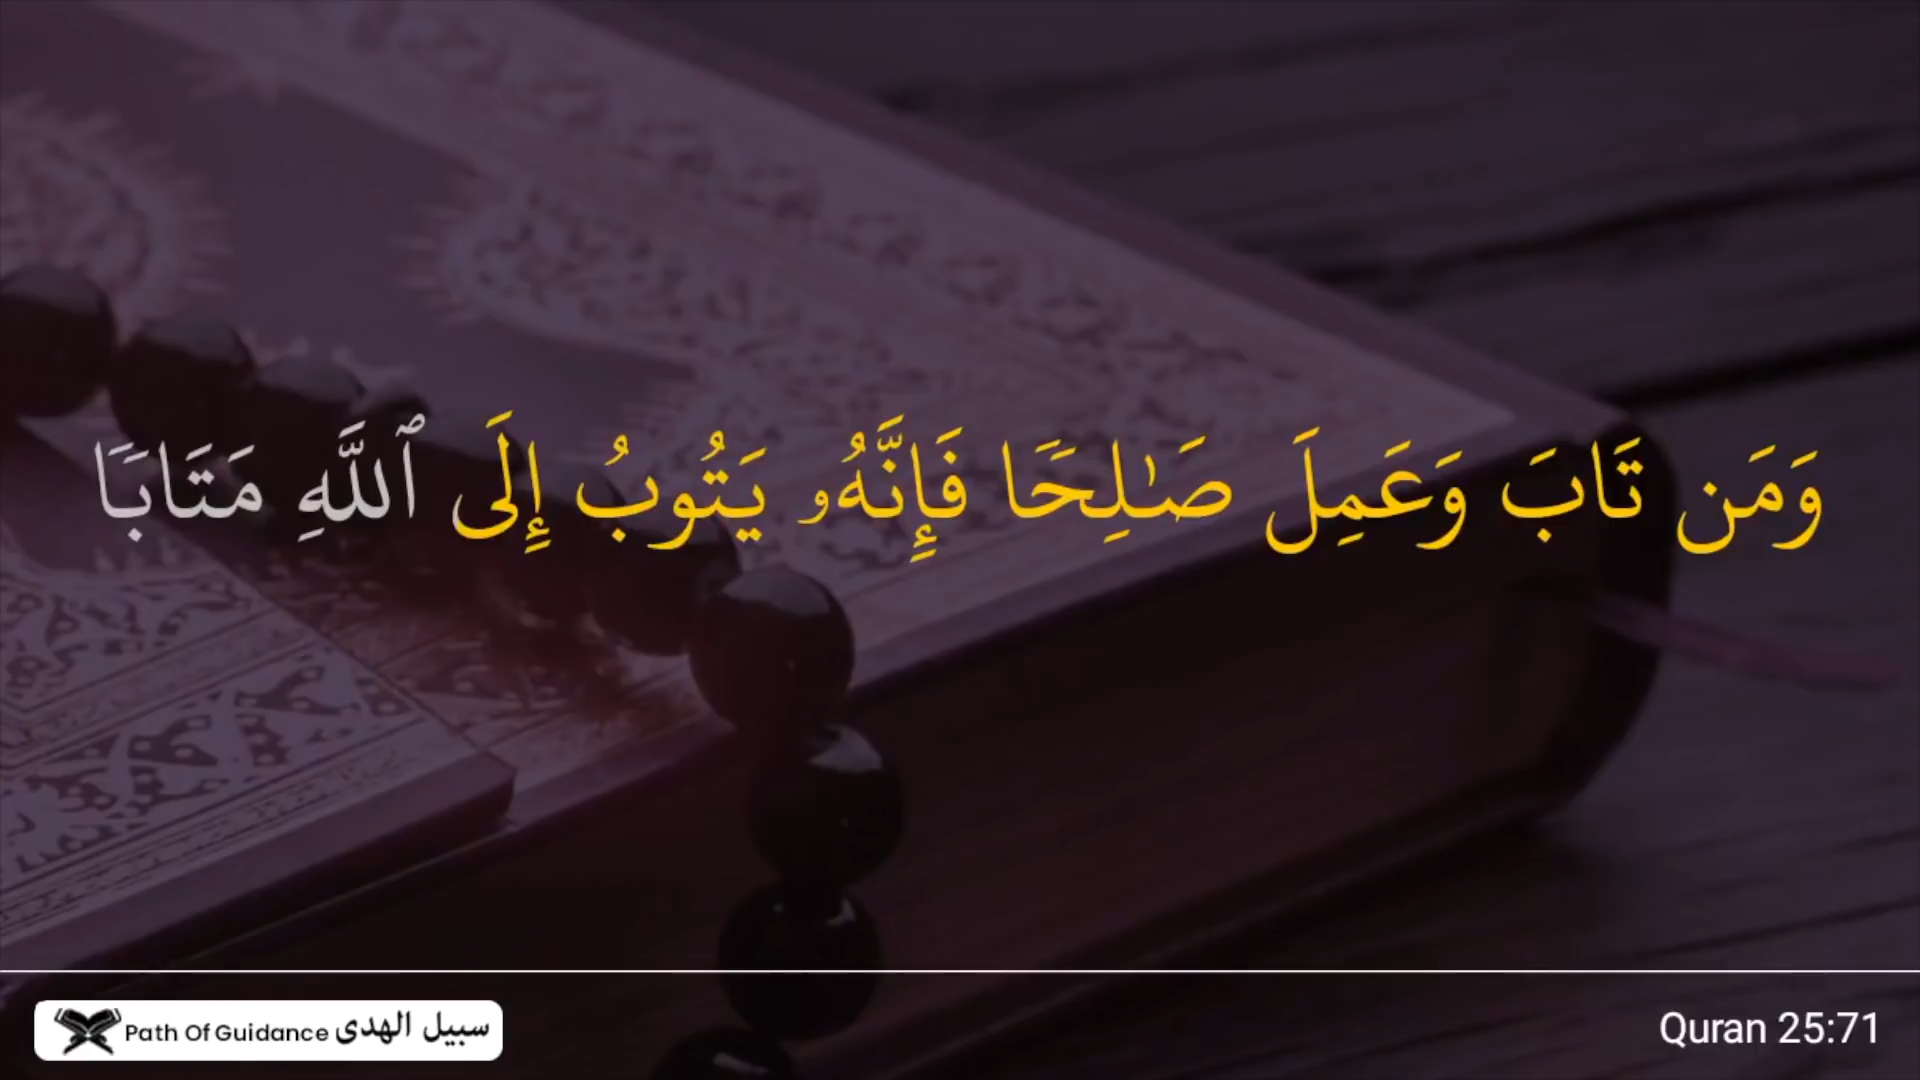 وَمَن تَابَ وَعَمِلَ صَـٰلِحًا فَإِنَّهُۥ يَتُوبُ إِلَى ٱللَّهِ مَتَابًا
Path Of Guidance سبيل الهدى
Quran 25:71